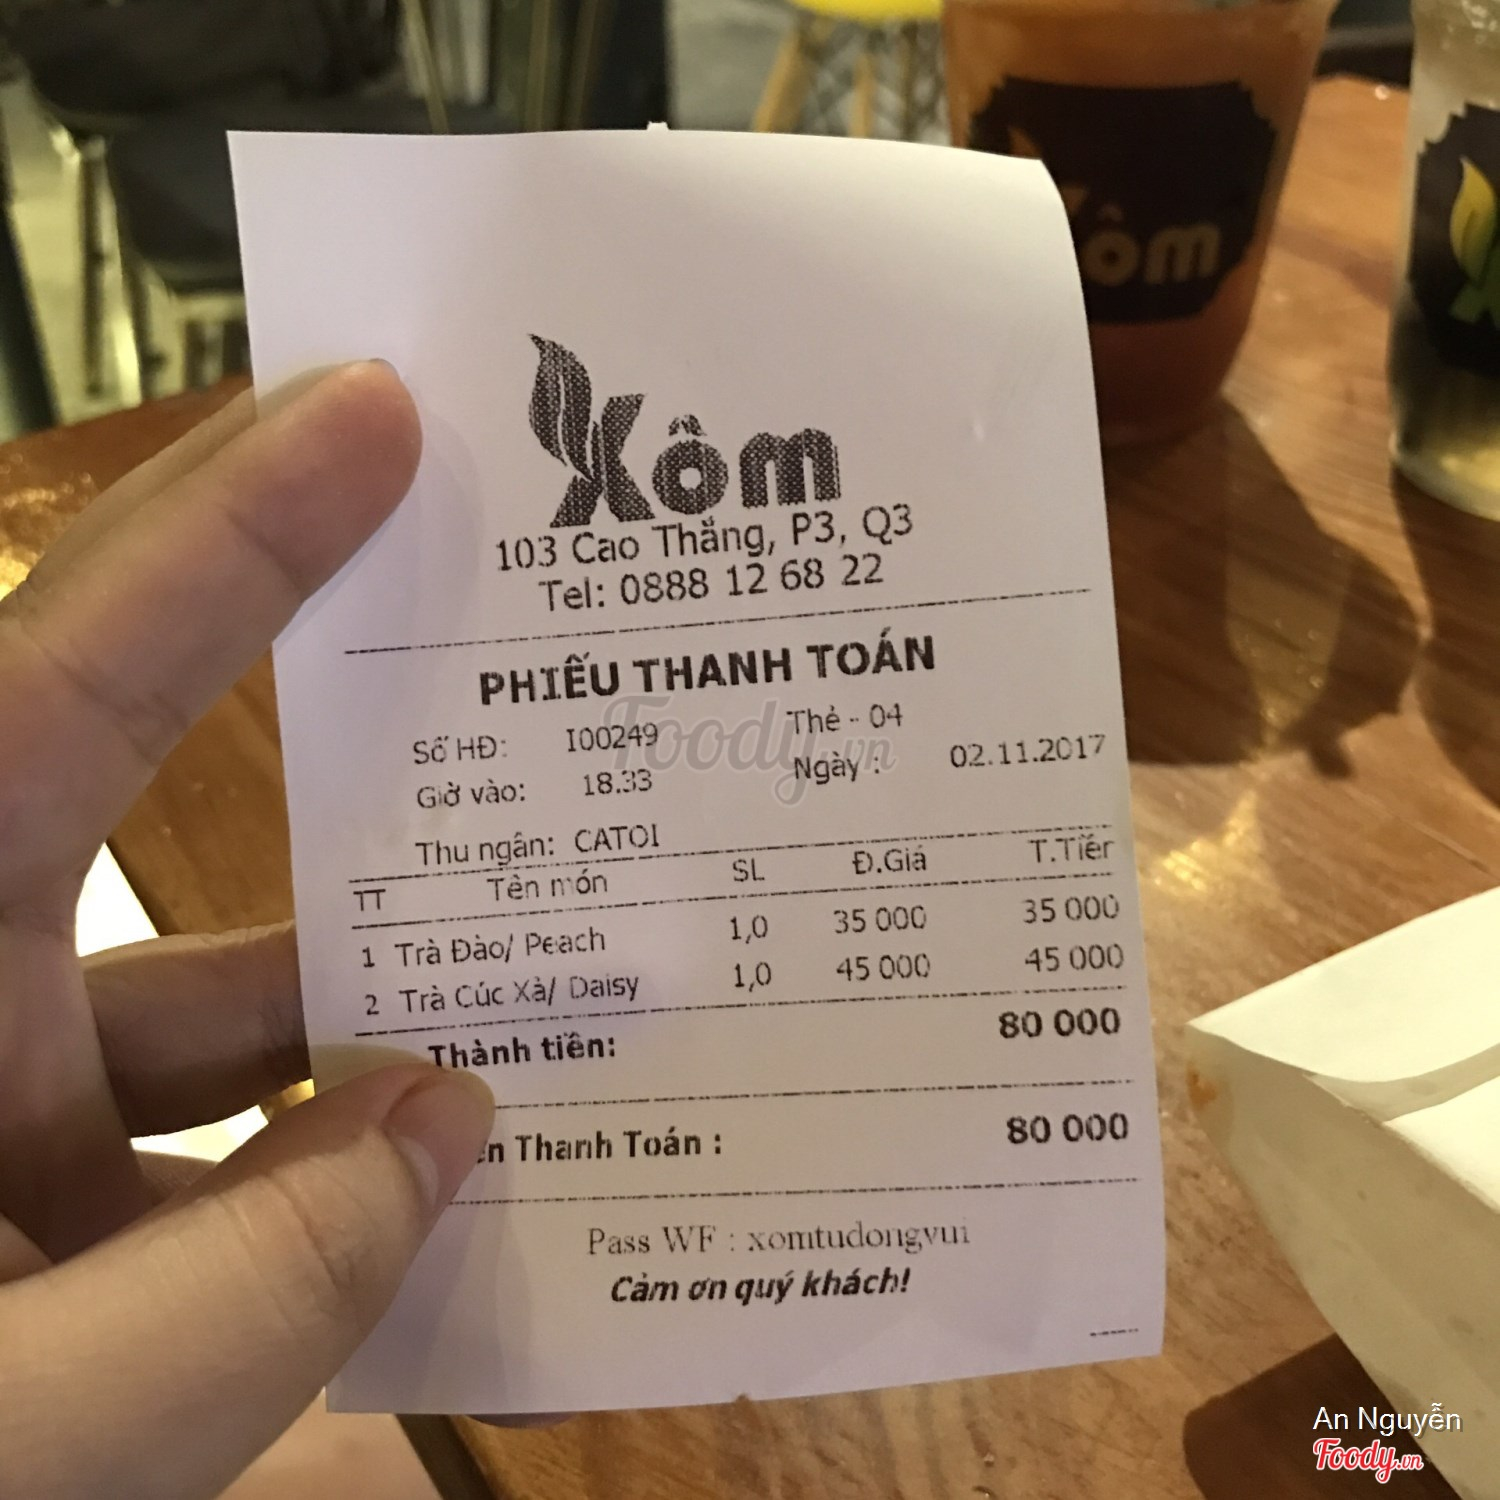 Xôm
103 Cao Thắng, P3, Q3
Tel: 0888 12 68 22
PHIẾU THANH TOÁN
Số HĐ: I00249 Thẻ - 04
Giờ vào: 18.33 Ngày : 02.11.2017
Thu ngân: CATOI
TT Tên món SL Đ.Giá T.Tiền
1 Trà Đào/ Peach 1,0 35 000 35 000
2 Trà Cúc Xả/ Daisy 1,0 45 000 45 000
Thành tiền: 80 000
Thanh Toán : 80 000
Pass WF : xomtudongvui
Cảm ơn quý khách!
Xôm
Foody.vn
An Nguyễn
Foody.vn